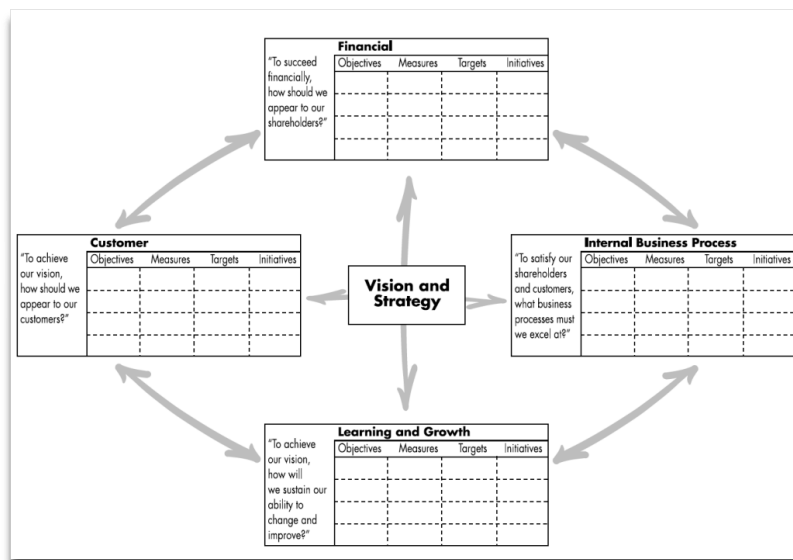 Financial
"To succeed
financially,
how should we
appear to our
shareholders?"
Objectives Measures Targets Initiatives
Customer
"To achieve
our vision,
how should we
appear to our
customers?"
Objectives Measures Targets Initiatives
Vision and
Strategy
Internal Business Process
"To satisfy our
shareholders
and customers,
what business
processes must
we excel at?"
Objectives Measures Targets Initiatives
Learning and Growth
"To achieve
our vision,
how will
we sustain our
ability to
change and
improve?"
Objectives Measures Targets Initiatives